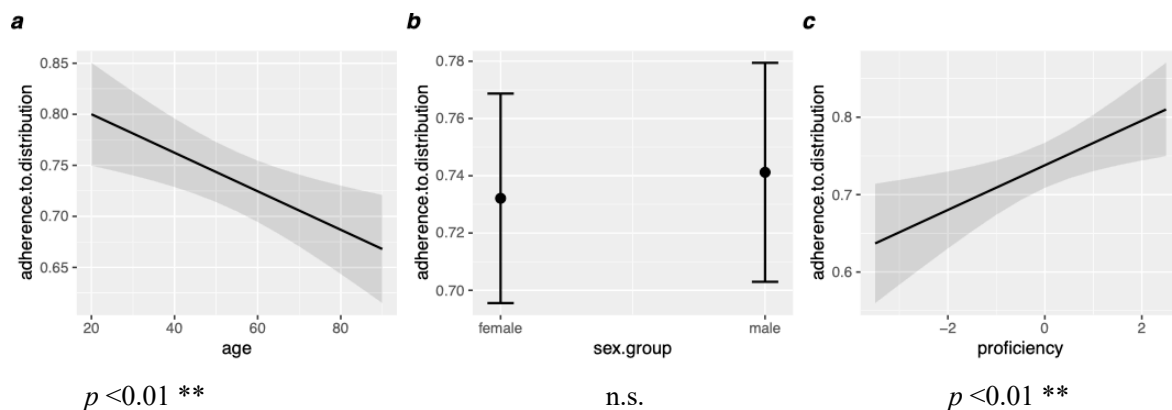 a
adherence.to.distribution
0.85
0.80
0.75
0.70
0.65
20
40
60
80
age
p <0.01 **
b
adherence.to.distribution
0.78
0.76
0.74
0.72
0.70
female
male
sex.group
n.s.
c
adherence.to.distribution
0.8
0.7
0.6
−2
0
2
proficiency
p <0.01 **